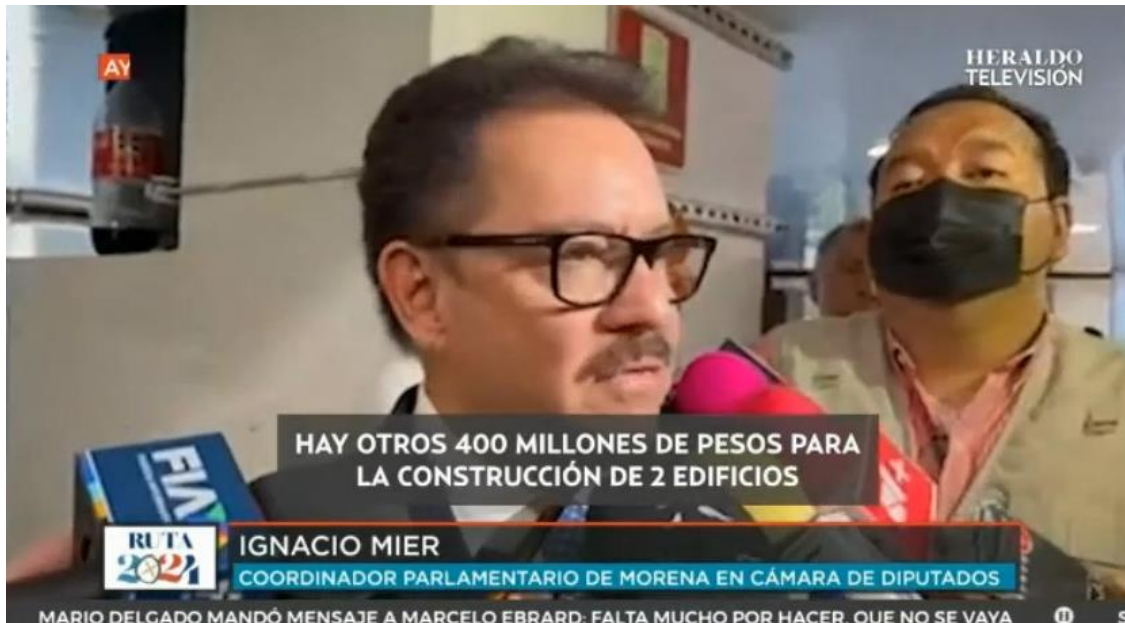 AY
HERALDO
TELEVISIÓN
HAY OTROS 400 MILLONES DE PESOS PARA
LA CONSTRUCCIÓN DE 2 EDIFICIOS
RUTA
2024
IGNACIO MIER
COORDINADOR PARLAMENTARIO DE MORENA EN CÁMARA DE DIPUTADOS
MARIO DELGADO MANDÓ MENSAJE A MARCELO EBRARD: FALTA MUCHO POR HACER, QUE NO SE VAYA